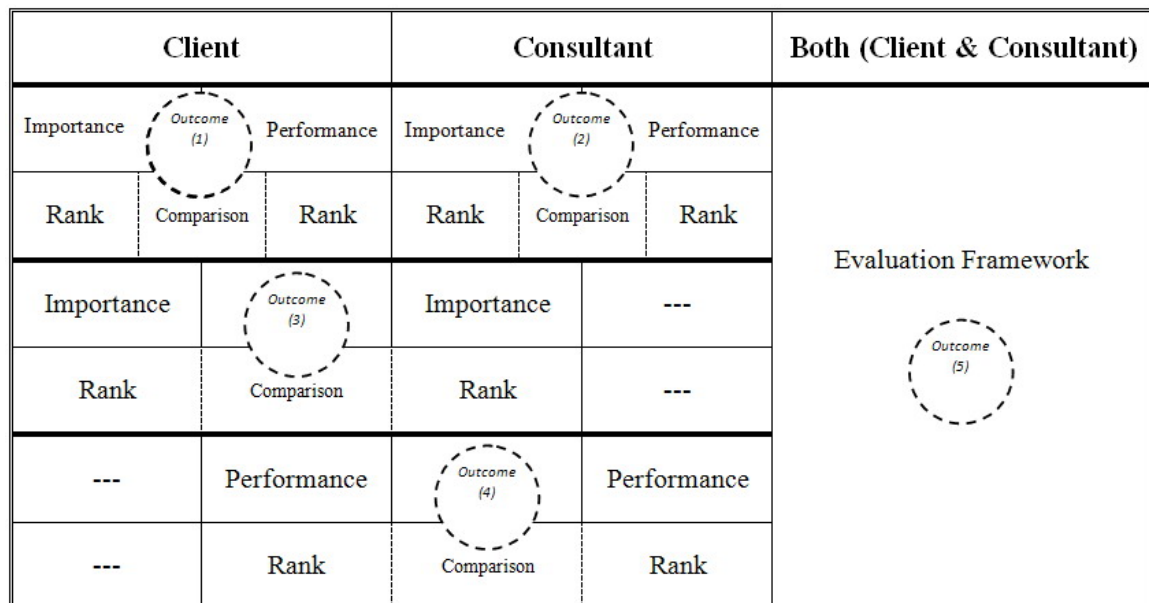 Client Consultant Both (Client & Consultant)
Importance Outcome Performance Importance Outcome Performance
(1) (2)
Rank Comparison Rank Rank Comparison Rank
Evaluation Framework
Importance Outcome Importance ---
(3)
Outcome
(5)
Rank Comparison Rank ---
--- Performance Outcome Performance
(4)
--- Rank Comparison Rank